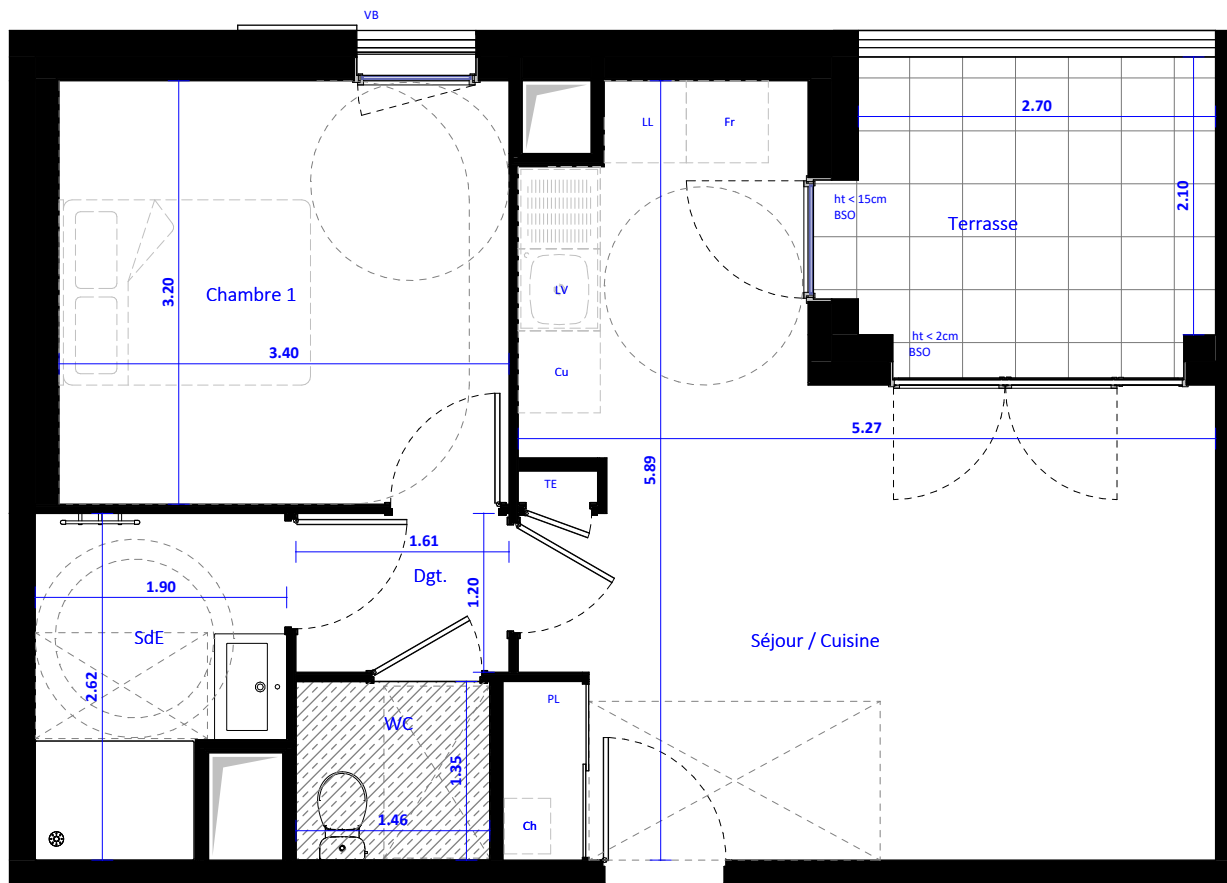 VB
2.70
LL
Fr
ht < 15cm
BSO
Terrasse
2.10
3.20
Chambre 1
LV
3.40
Cu
ht < 2cm
BSO
5.27
5.89
TE
1.61
Dgt.
1.20
1.90
SdE
2.62
Séjour / Cuisine
PL
WC
1.35
1.46
Ch